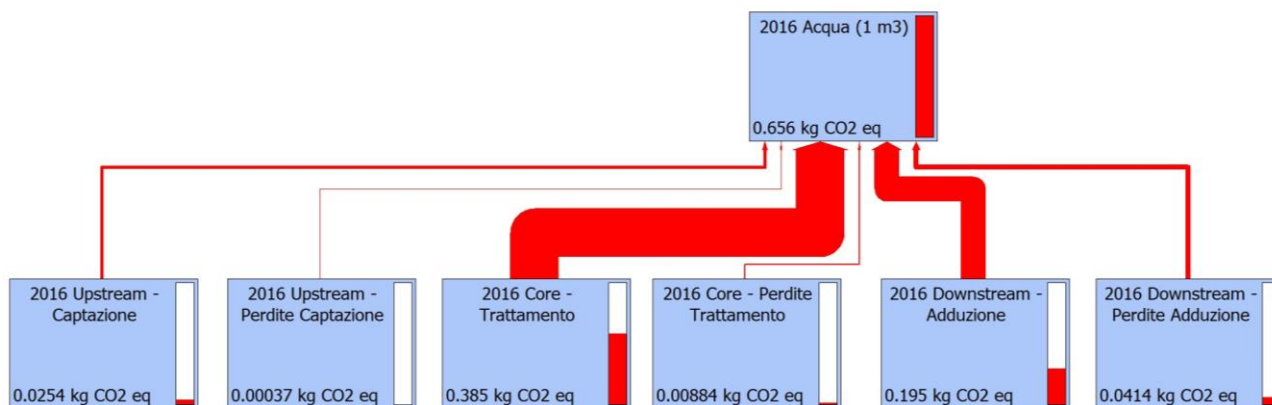 2016 Acqua (1 m3)
0.656 kg CO2 eq
2016 Upstream -
Captazione
0.0254 kg CO2 eq
2016 Upstream -
Perdite Captazione
0.00037 kg CO2 eq
2016 Core -
Trattamento
0.385 kg CO2 eq
2016 Core - Perdite
Trattamento
0.00884 kg CO2 eq
2016 Downstream -
Adduzione
0.195 kg CO2 eq
2016 Downstream -
Perdite Adduzione
0.0414 kg CO2 eq